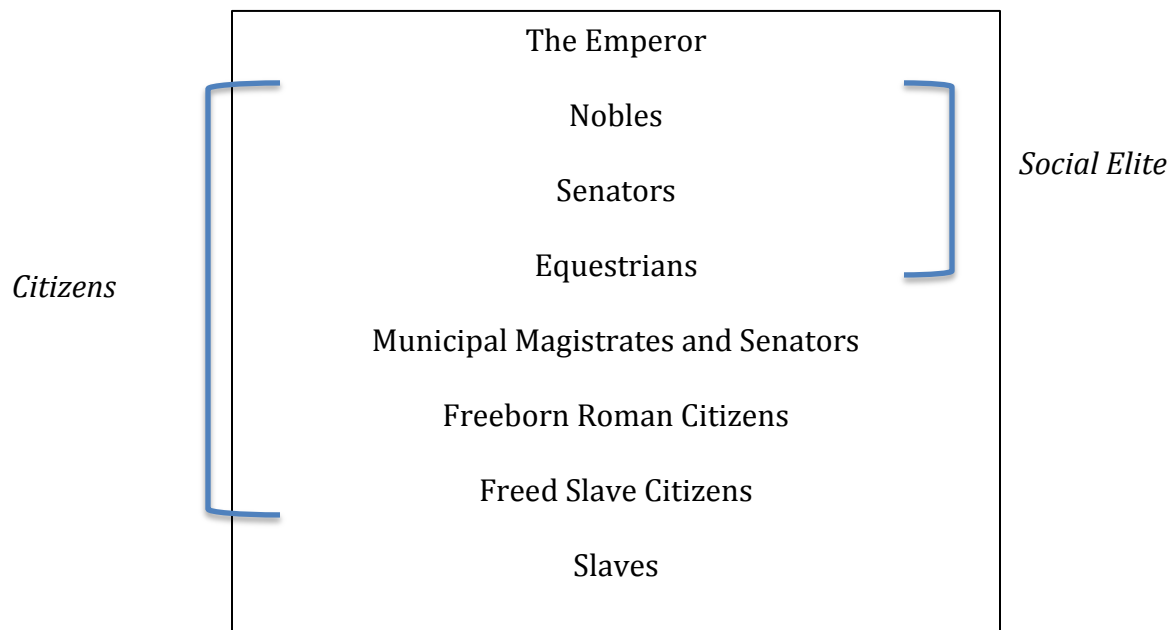 The Emperor
Nobles
Social Elite
Senators
Equestrians
Citizens
Municipal Magistrates and Senators
Freeborn Roman Citizens
Freed Slave Citizens
Slaves